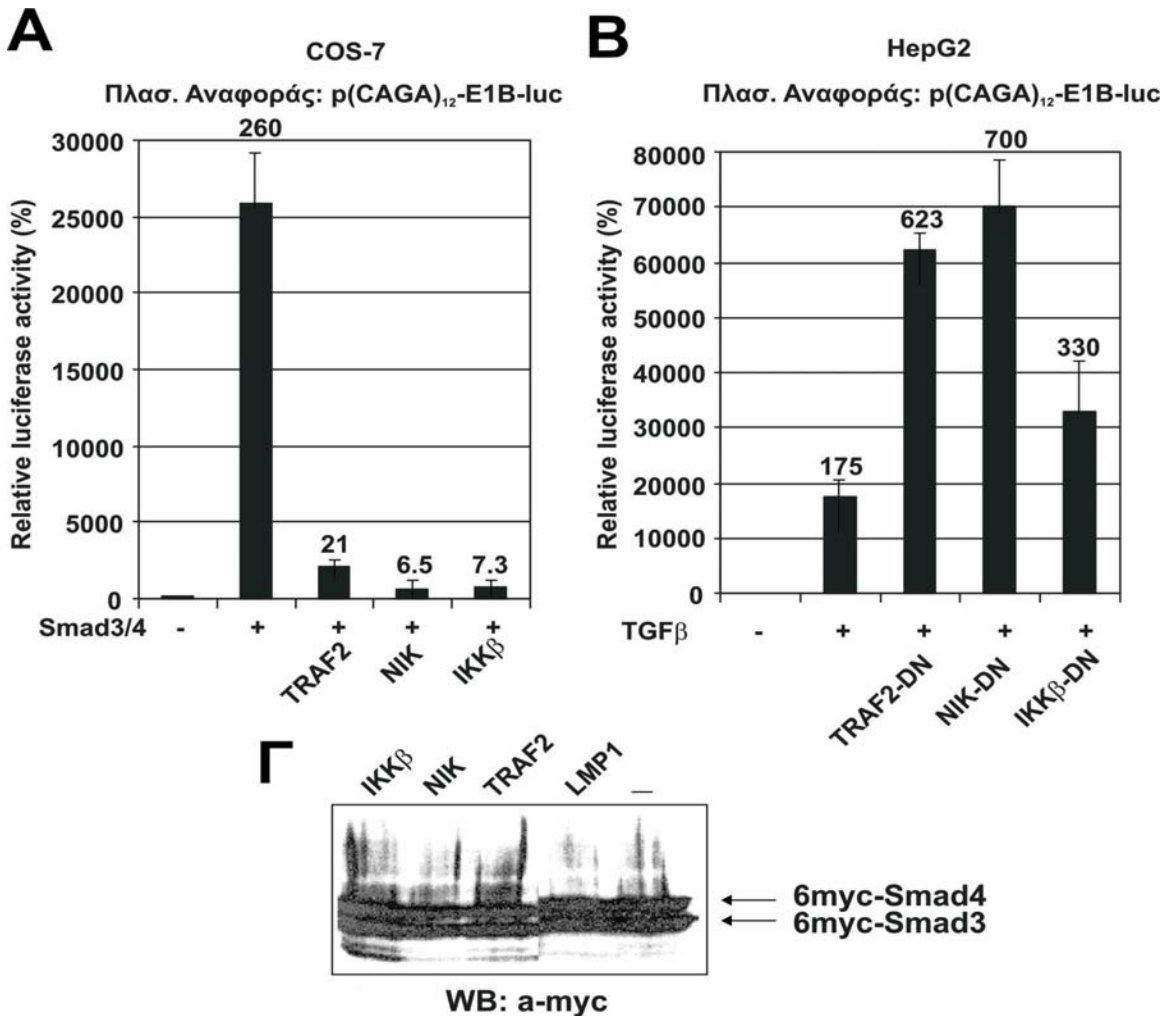 A
COS-7
Πλασ. Αναφοράς: p(CAGA)₁₂-E1B-luc
Relative luciferase activity (%)
30000
25000
20000
15000
10000
5000
0
260
21
6.5
7.3
Smad3/4 - + + + +
TRAF2 NIK IKKβ
B
HepG2
Πλασ. Αναφοράς: p(CAGA)₁₂-E1B-luc
Relative luciferase activity (%)
80000
70000
60000
50000
40000
30000
20000
10000
0
175
623
700
330
TGFβ - + + + +
TRAF2-DN NIK-DN IKKβ-DN
Γ
IKKβ NIK TRAF2 LMP1 —
6myc-Smad4
6myc-Smad3
WB: a-myc